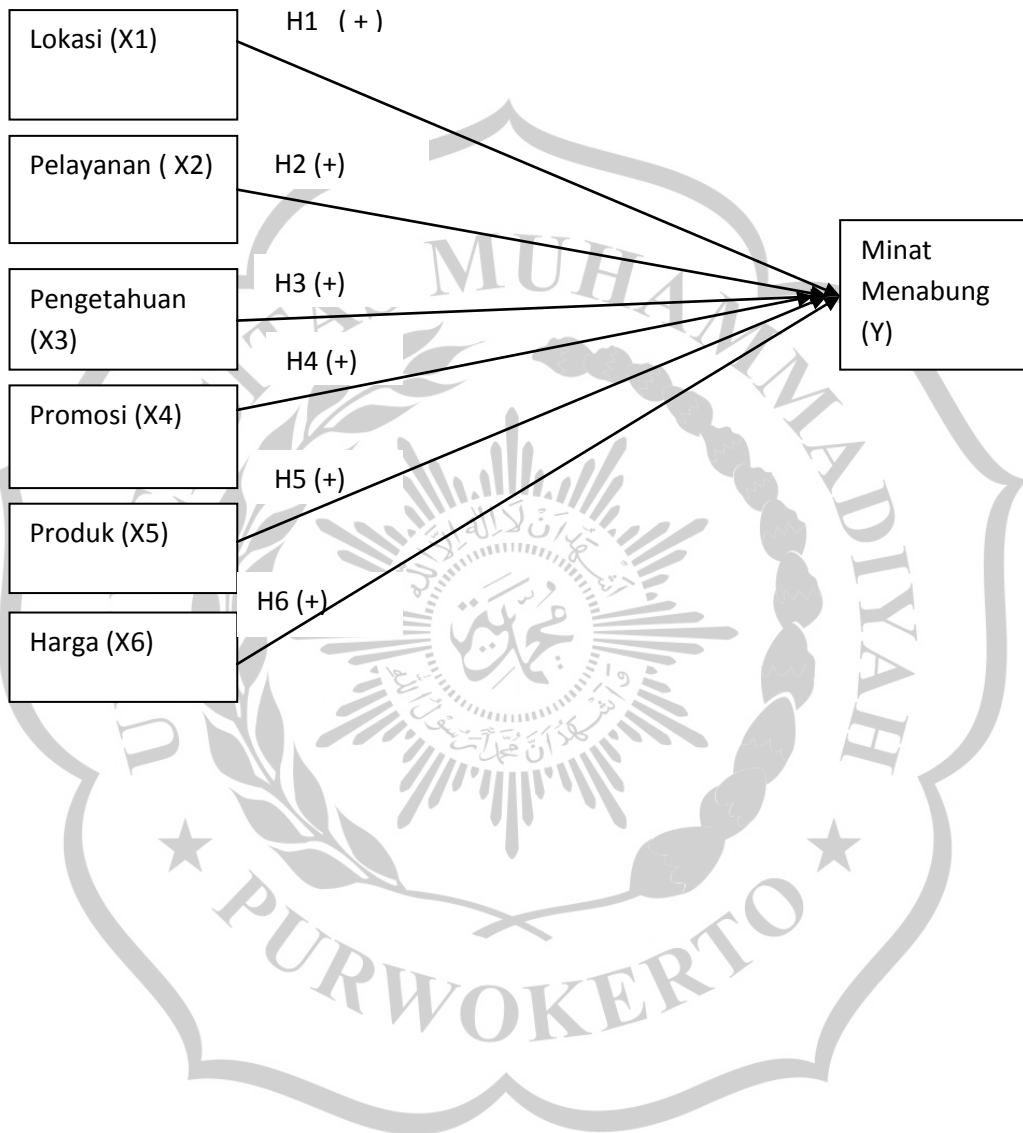 Lokasi (X1)
H1 ( + )
Pelayanan ( X2)
H2 (+)
Pengetahuan
(X3)
H3 (+)
Promosi (X4)
H4 (+)
Produk (X5)
H5 (+)
Harga (X6)
H6 (+)
Minat
Menabung
(Y)
MUHAMMADIYAH
PURWOKERTO